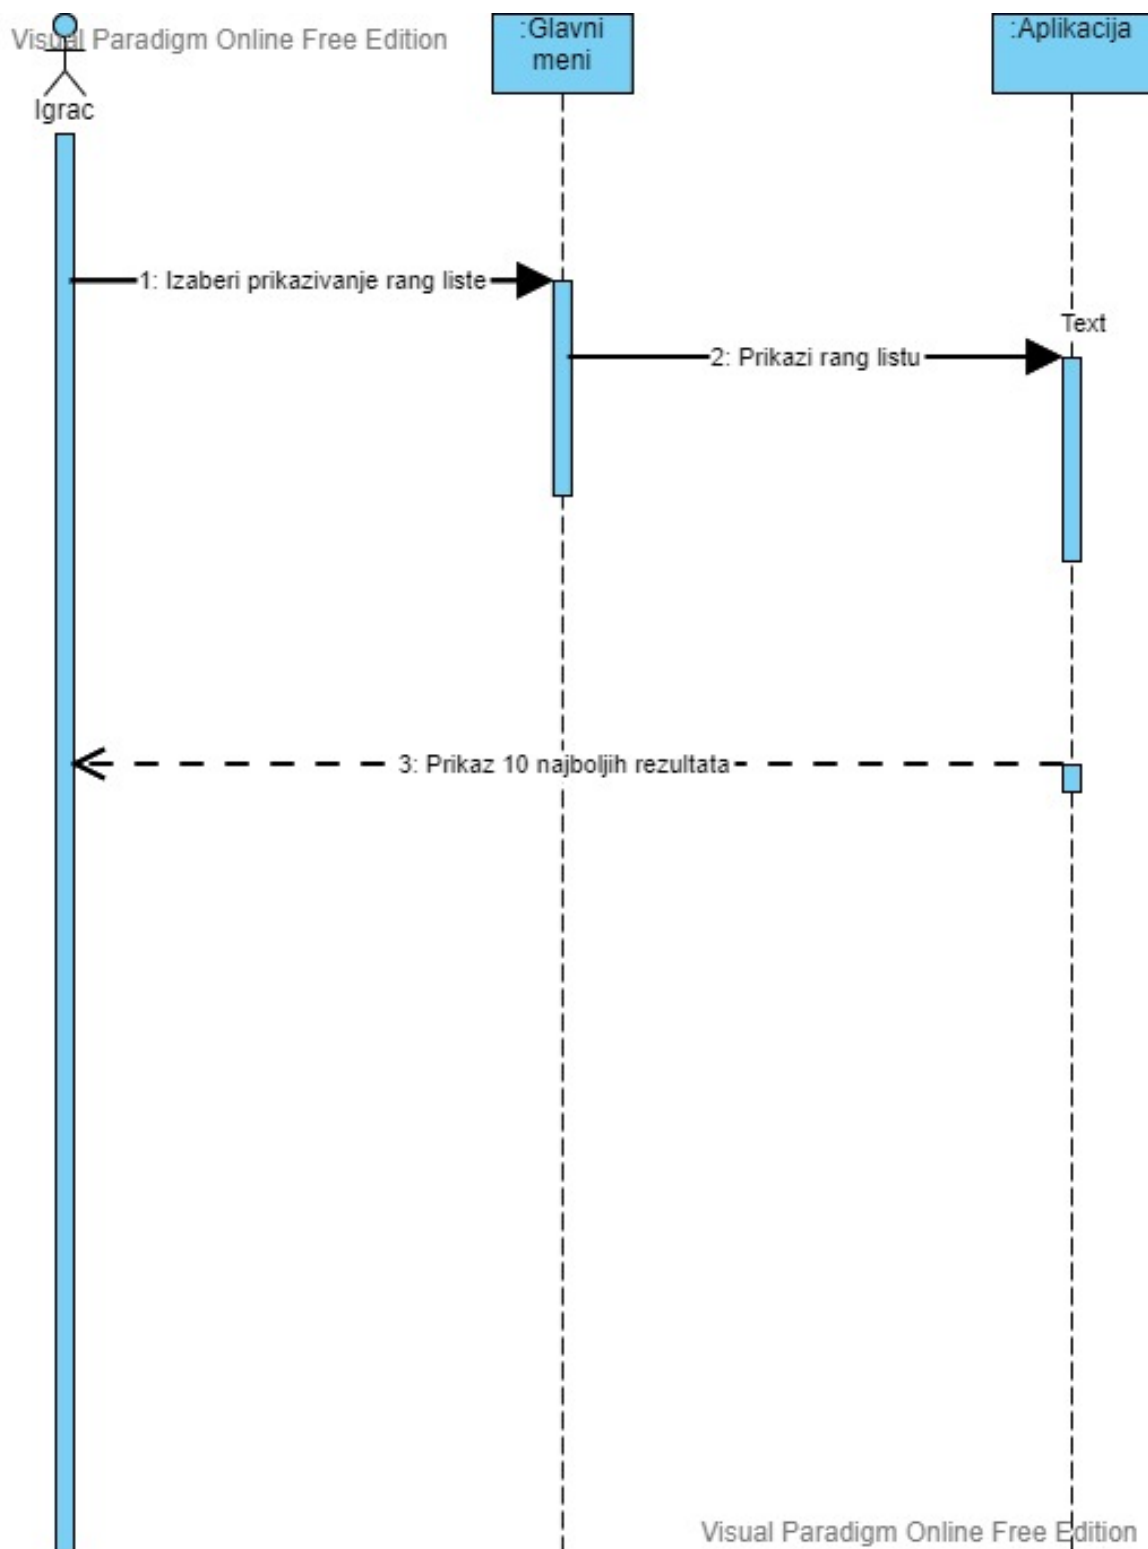 Visual Paradigm Online Free Edition
:Glavni
meni
:Aplikacija
Igrac
1: Izaberi prikazivanje rang liste
Text
2: Prikazi rang listu
3: Prikaz 10 najboljih rezultata
Visual Paradigm Online Free Edition